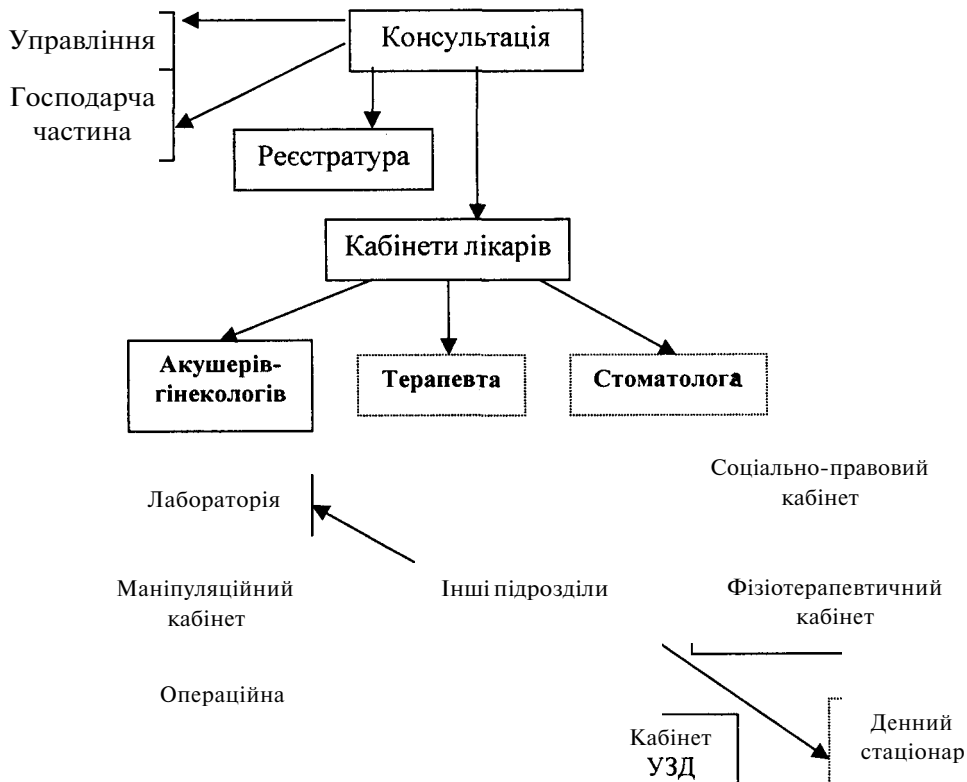 Управління
Консультація
Господарча
частина
Реєстратура
Кабінети лікарів
Акушерів-
гінекологів
Терапевта
Стоматолога
Соціально-правовий
кабінет
Лабораторія
Маніпуляційний
кабінет
Інші підрозділи
Фізіотерапевтичний
кабінет
Операційна
Кабінет
УЗД
Денний
стаціонар